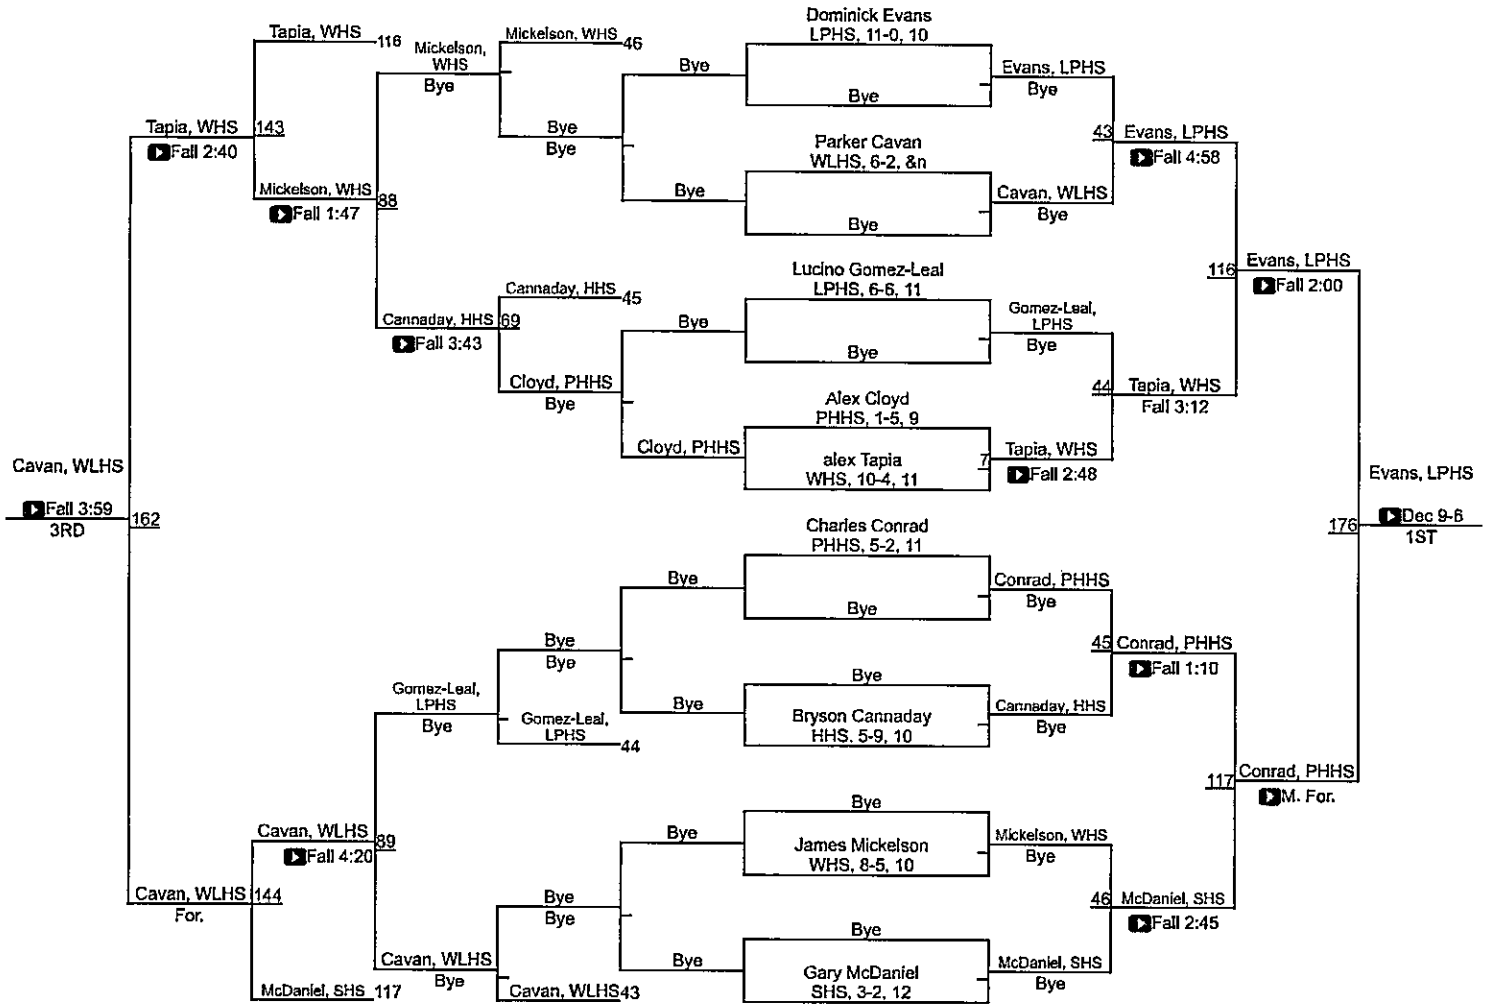 Tapia, WHS
116
Mickelson,
WHS
Bye
Mickelson, WHS
46
Bye
Bye
Tapia, WHS
143
Fall 2:40
Mickelson, WHS
88
Fall 1:47
Cannaday, HHS
45
Cannaday, HHS
69
Fall 3:43
Cloyd, PHHS
Bye
Cavan, WLHS
Fall 3:59
3RD
162
Bye
Bye
Gomez-Leal,
LPHS
Bye
Gomez-Leal,
LPHS
44
Cavan, WLHS
89
Fall 4:20
Cavan, WLHS
144
For.
Bye
Bye
Cavan, WLHS
Bye
Cavan, WLHS
43
McDaniel, SHS
117
Bye
Bye
Bye
Cloyd, PHHS
Bye
Bye
Bye
Bye
Dominick Evans
LPHS, 11-0, 10
Bye
Parker Cavan
WLHS, 6-2, &n
Bye
Lucino Gomez-Leal
LPHS, 6-6, 11
Bye
Alex Cloyd
PHHS, 1-5, 9
alex Tapia
WHS, 10-4, 11
7
Charles Conrad
PHHS, 5-2, 11
Bye
Bye
Bryson Cannaday
HHS, 5-9, 10
Bye
James Mickelson
WHS, 8-5, 10
Bye
Gary McDaniel
SHS, 3-2, 12
Evans, LPHS
Bye
43
Evans, LPHS
Fall 4:58
Cavan, WLHS
Bye
116
Evans, LPHS
Fall 2:00
Gomez-Leal,
LPHS
Bye
44
Tapia, WHS
Fall 3:12
Tapia, WHS
Fall 2:48
Evans, LPHS
176
Dec 9-6
1ST
Conrad, PHHS
Bye
45
Conrad, PHHS
Fall 1:10
Cannaday, HHS
Bye
117
Conrad, PHHS
M. For.
Mickelson, WHS
Bye
46
McDaniel, SHS
Fall 2:45
McDaniel, SHS
Bye